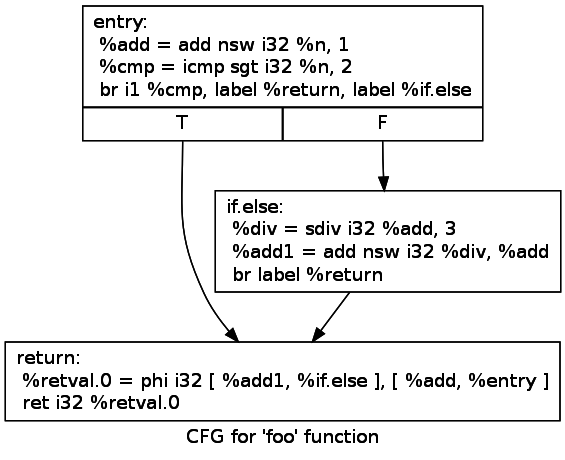 entry:
%add = add nsw i32 %n, 1
%cmp = icmp sgt i32 %n, 2
br i1 %cmp, label %return, label %if.else
T F
if.else:
%div = sdiv i32 %add, 3
%add1 = add nsw i32 %div, %add
br label %return
return:
%retval.0 = phi i32 [ %add1, %if.else ], [ %add, %entry ]
ret i32 %retval.0
CFG for 'foo' function